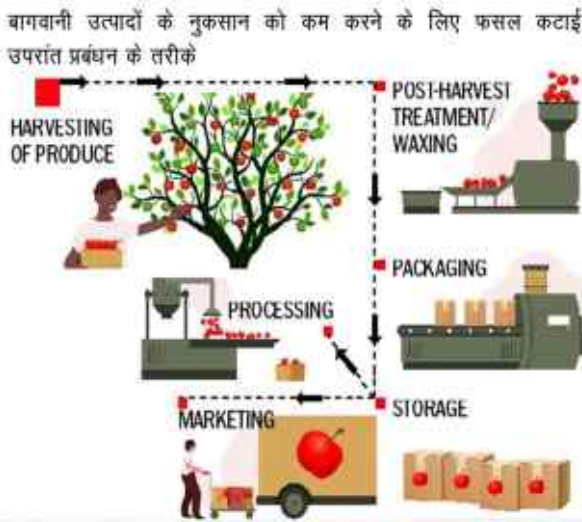 बागवानी उत्पादों के नुकसान को कम करने के लिए फसल कटाई
उपरांत प्रबंधन के तरीके
HARVESTING
OF PRODUCE
POST-HARVEST
TREATMENT/
WAXING
PACKAGING
PROCESSING
STORAGE
MARKETING